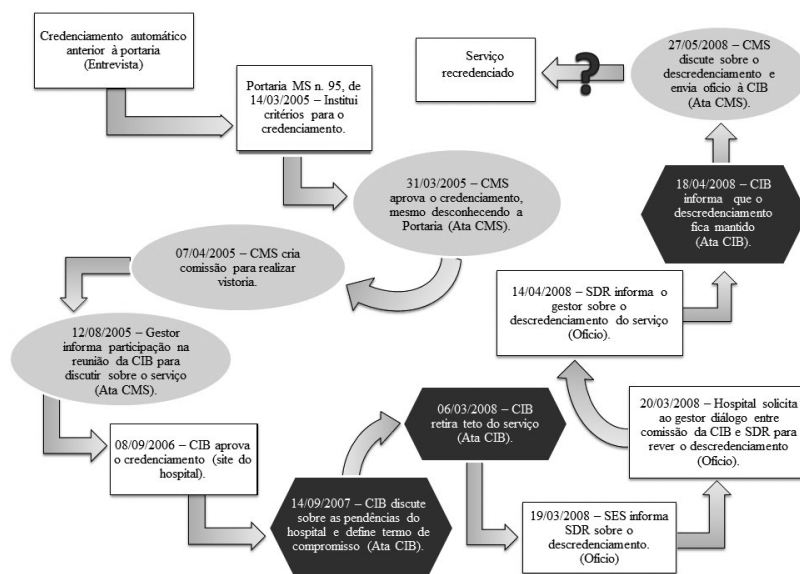 Credenciamento automático
anterior à portaria
(Entrevista)
Portaria MS n. 95, de
14/03/2005 – Institui
critérios para o
credenciamento.
31/03/2005 – CMS
aprova o credenciamento,
mesmo desconhecendo a
Portaria (Ata CMS).
07/04/2005 – CMS cria
comissão para realizar
vistoria.
12/08/2005 – Gestor
informa participação na
reunião da CIB para
discutir sobre o serviço
(Ata CMS).
08/09/2006 – CIB aprova
o credenciamento (site do
hospital).
14/09/2007 – CIB discute
sobre as pendências do
hospital e define termo de
compromisso (Ata CIB).
06/03/2008 – CIB
retira teto do serviço
(Ata CIB).
19/03/2008 – SES informa
SDR sobre o
descredenciamento.
(Ofício)
20/03/2008 – Hospital solicita
ao gestor diálogo entre
comissão da CIB e SDR para
rever o descredenciamento
(Ofício).
14/04/2008 – SDR informa o
gestor sobre o
descredenciamento do serviço
(Ofício).
18/04/2008 – CIB
informa que o
descredenciamento
fica mantido
(Ata CIB).
27/05/2008 – CMS
discute sobre o
descredenciamento e
envia ofício à CIB
(Ata CMS).
?
Serviço
recredenciado